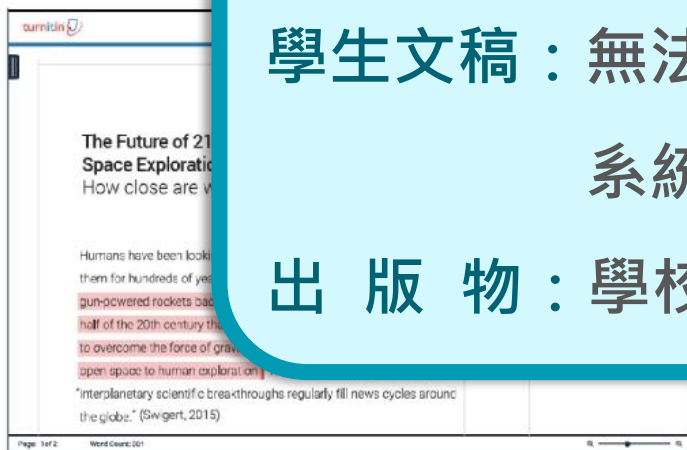 turnitin
學生文稿：無法
系統
出版物：學校
The Future of 21
Space Exploratio
How close are w
Humans have been looki
them for hundreds of yea
gun-powered rockets bac
half of the 20th century tha
to overcome the force of grav
open space to human exploration
"interplanetary scientific breakthroughs regularly fill news cycles around
the globe." (Swigert, 2015)
Page: 1 of 2 Word Count: 501